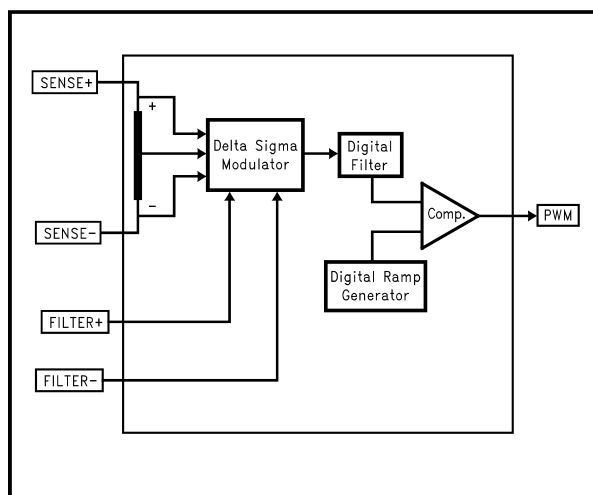 SENSE+
+
Delta Sigma
Modulator
Digital
Filter
−
Comp.
PWM
SENSE−
Digital Ramp
Generator
FILTER+
FILTER−